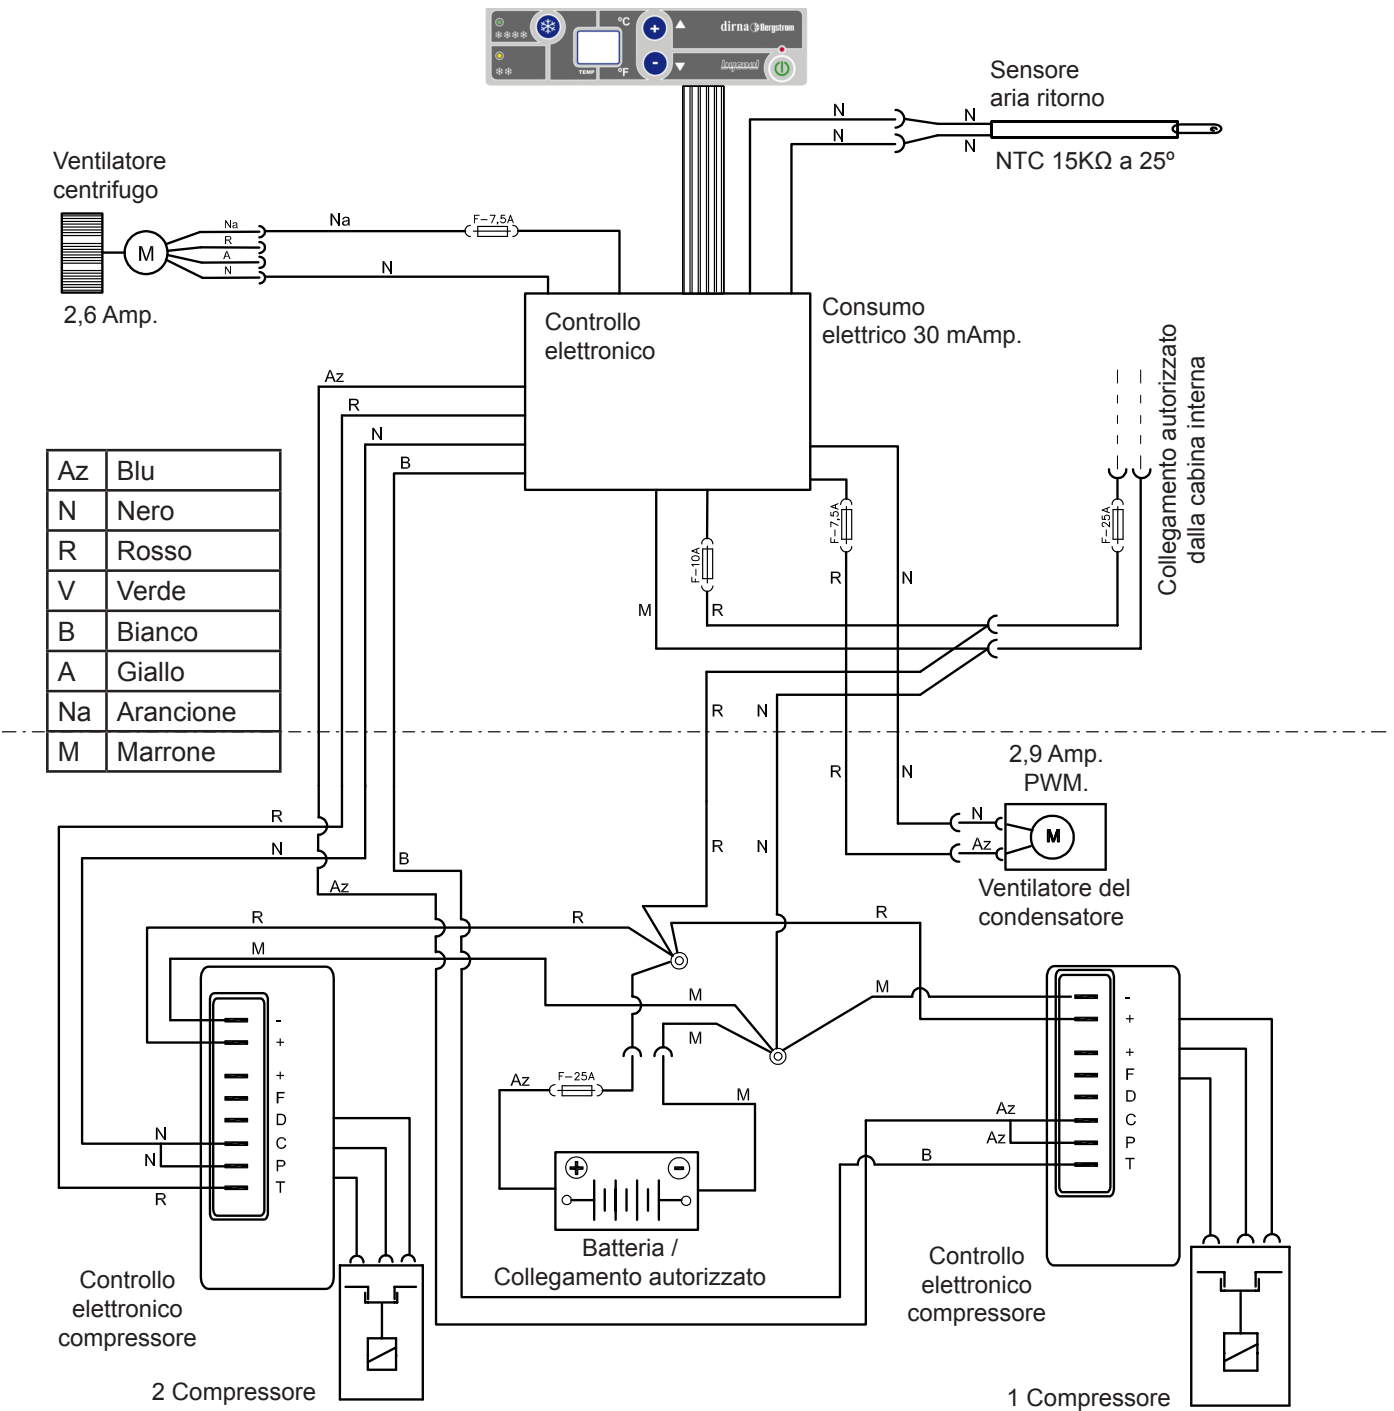 °C
dirna Bergstrom
TEMP
°F
bycool
Sensore
aria ritorno
N
N
N
N
NTC 15KΩ a 25º
Ventilatore
centrifugo
Na
R
A
N
Na
F-7,5A
N
M
2,6 Amp.
Controllo
elettronico
Consumo
elettrico 30 mAmp.
Collegamento autorizzato
dalla cabina interna
Az
R
N
B
Az Blu
N Nero
R Rosso
V Verde
B Bianco
A Giallo
Na Arancione
M Marrone
F-10A
F-7,5A
F-25A
M
R
R
N
R
N
R
N
2,9 Amp.
PWM.
N
Az
M
Ventilatore del
condensatore
R
N
B
Az
R
N
R
M
R
R
M
M
M
-
+
+
F
D
C
P
T
N
N
R
Az
F-25A
M
+
-
Batteria /
Collegamento autorizzato
-
+
+
F
D
C
P
T
Az
Az
B
Controllo
elettronico
compressore
2 Compressore
Controllo
elettronico
compressore
1 Compressore